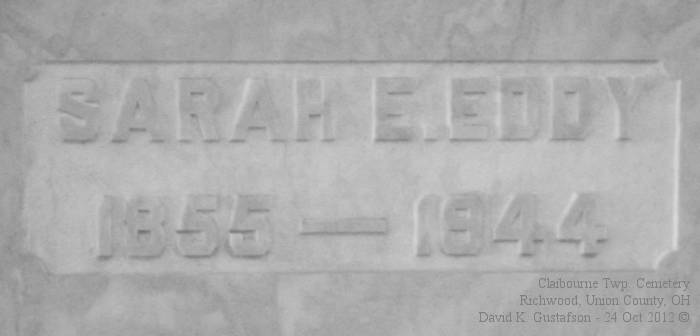 SARAH E. EDDY
1855 — 1944
Claibourne Twp. Cemetery
Richwood, Union County, OH
David K. Gustafson - 24 Oct 2012 ©